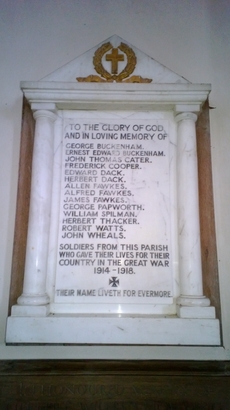 TO THE GLORY OF GOD,
AND IN LOVING MEMORY OF
GEORGE BUCKENHAM.
ERNEST EDWARD BUCKENHAM.
JOHN THOMAS CATER.
FREDERICK COOPER.
EDWARD DACK.
HERBERT DACK.
ALLEN FAWKES.
ALFRED FAWKES.
JAMES FAWKES.
GEORGE PAPWORTH.
WILLIAM SPILMAN.
HERBERT THACKER.
ROBERT WATTS.
JOHN WHEALS.
SOLDIERS FROM THIS PARISH
WHO GAVE THEIR LIVES FOR THEIR
COUNTRY IN THE GREAT WAR
1914-1918.
THEIR NAME LIVETH FOR EVERMORE.